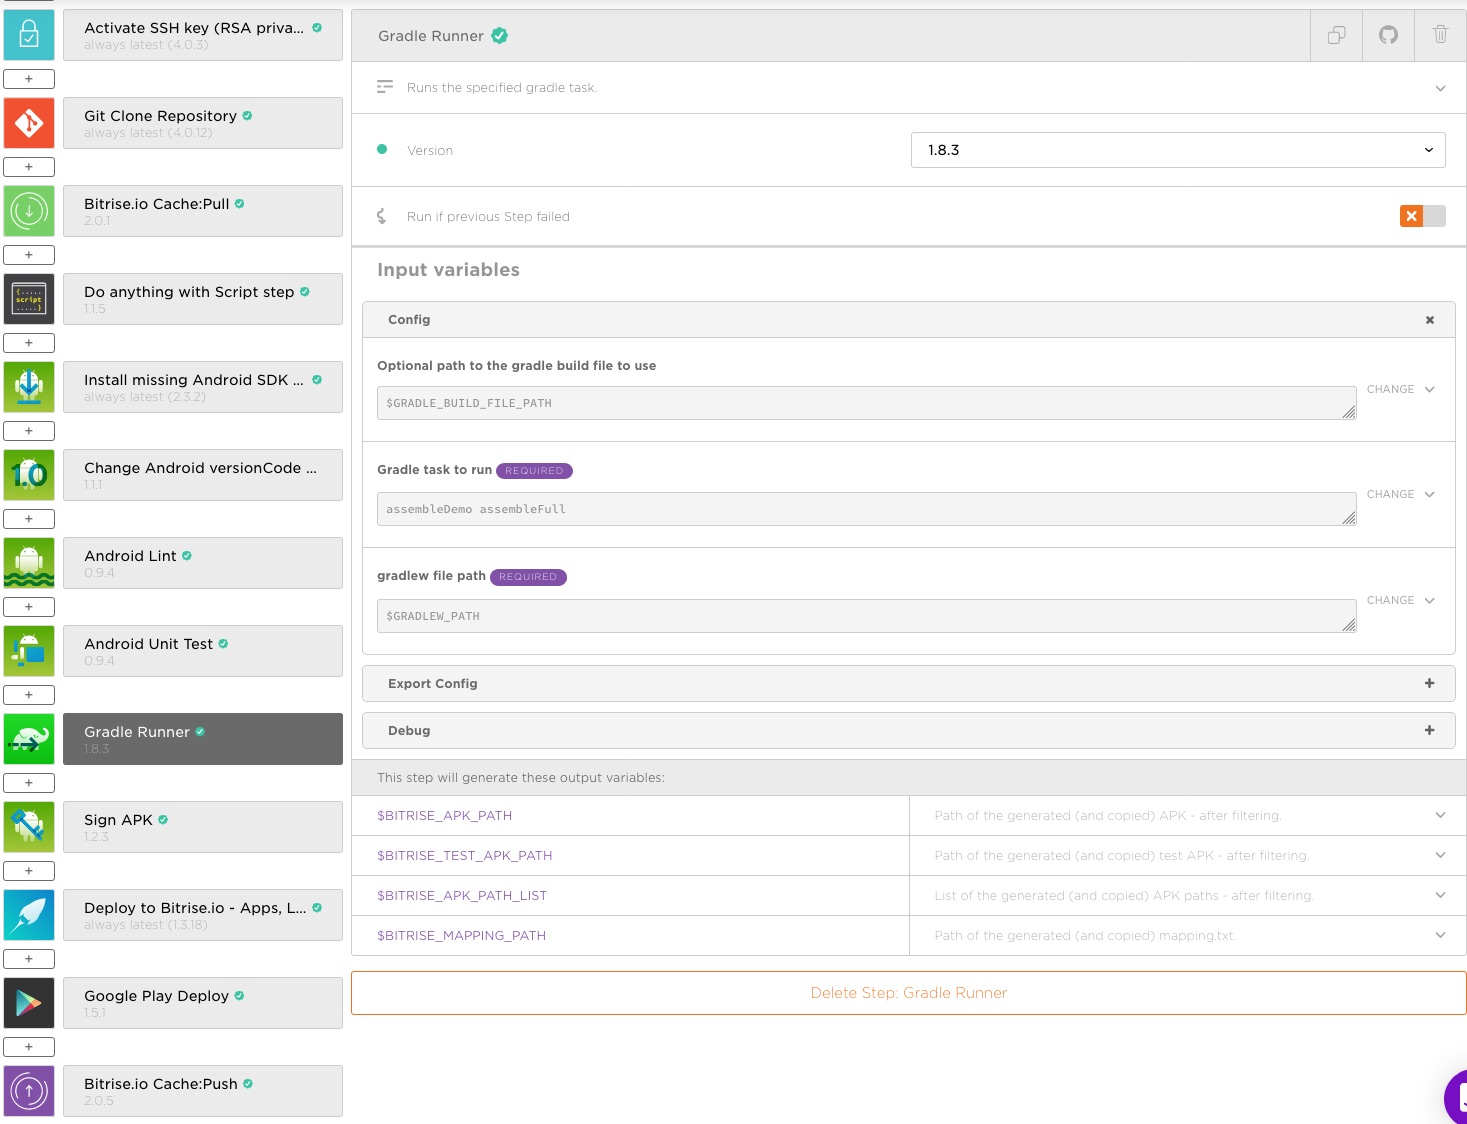 Activate SSH key (RSA priva...
always latest (4.0.3)
+
Git Clone Repository
always latest (4.0.12)
+
Bitrise.io Cache:Pull
2.0.1
+
{.....
script
.....}
Do anything with Script step
1.1.5
+
Install missing Android SDK ...
always latest (2.3.2)
+
1.0
Change Android versionCode ...
1.1.1
+
Android Lint
0.9.4
+
Android Unit Test
0.9.4
+
Gradle Runner
1.8.3
+
Sign APK
1.2.3
+
Deploy to Bitrise.io - Apps, L...
always latest (1.3.18)
+
Google Play Deploy
1.5.1
+
Bitrise.io Cache:Push
2.0.5
Gradle Runner
Runs the specified gradle task.
Version
1.8.3
Run if previous Step failed
Input variables
Config
Optional path to the gradle build file to use
$GRADLE_BUILD_FILE_PATH
CHANGE
Gradle task to run REQUIRED
assembleDemo assembleFull
CHANGE
gradlew file path REQUIRED
$GRADLEW_PATH
CHANGE
Export Config +
Debug +
This step will generate these output variables:
$BITRISE_APK_PATH Path of the generated (and copied) APK - after filtering.
$BITRISE_TEST_APK_PATH Path of the generated (and copied) test APK - after filtering.
$BITRISE_APK_PATH_LIST List of the generated (and copied) APK paths - after filtering.
$BITRISE_MAPPING_PATH Path of the generated (and copied) mapping.txt.
Delete Step: Gradle Runner